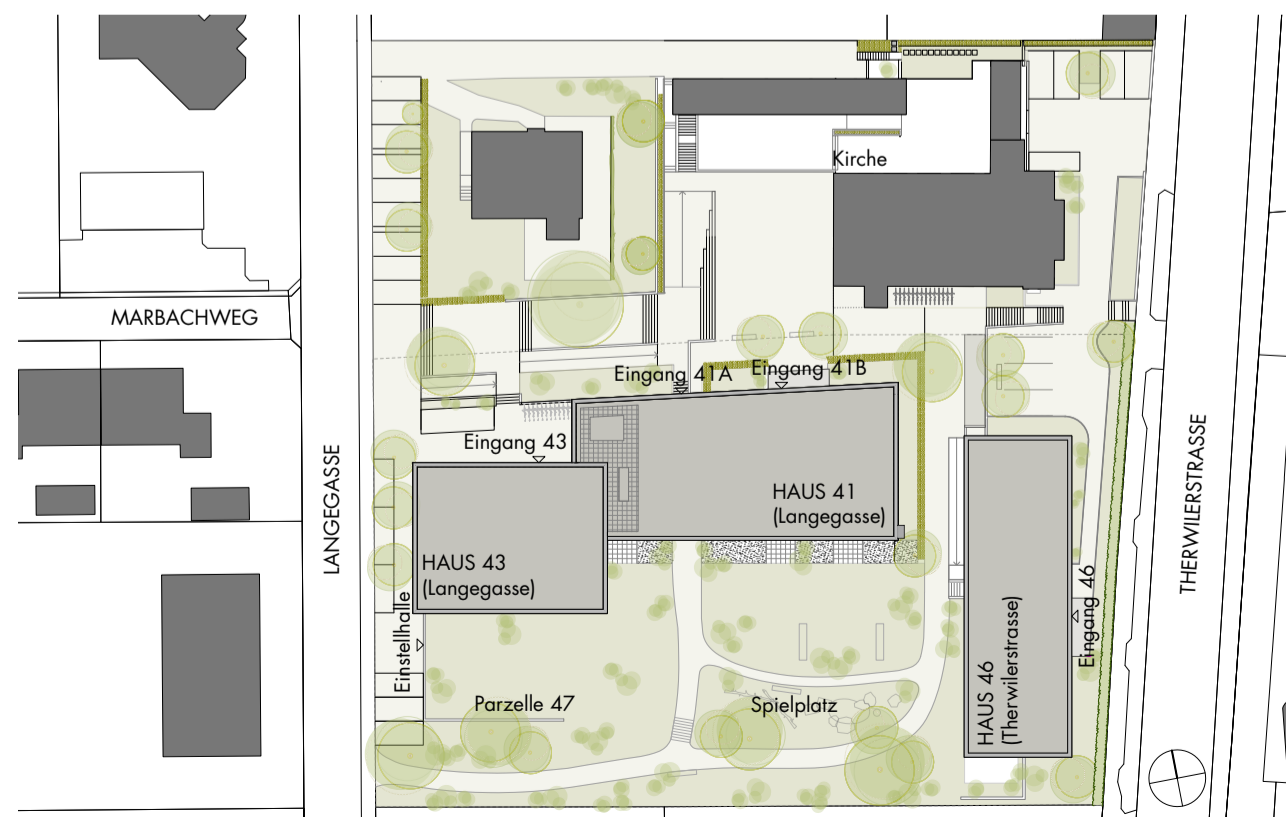 Kirche
MARBACHWEG
Eingang 41A
Eingang 41B
Eingang 43
LANGEGASSE
THERWILERSTRASSE
HAUS 41
(Langegasse)
HAUS 43
(Langegasse)
Einstellhalle
Eingang 46
HAUS 46
(Therwilerstrasse)
Parzelle 47
Spielplatz